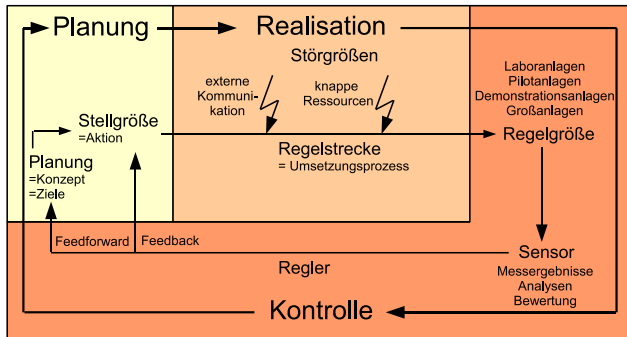 Planung
Realisation
Störgrößen
externe
Kommuni-
kation
knappe
Ressourcen
Laboranlagen
Pilotanlagen
Demonstrationsanlagen
Großanlagen
Regelgröße
Stellgröße
=Aktion
Regelstrecke
= Umsetzungsprozess
Planung
=Konzept
=Ziele
Feedforward
Feedback
Regler
Sensor
Messergebnisse
Analysen
Bewertung
Kontrolle